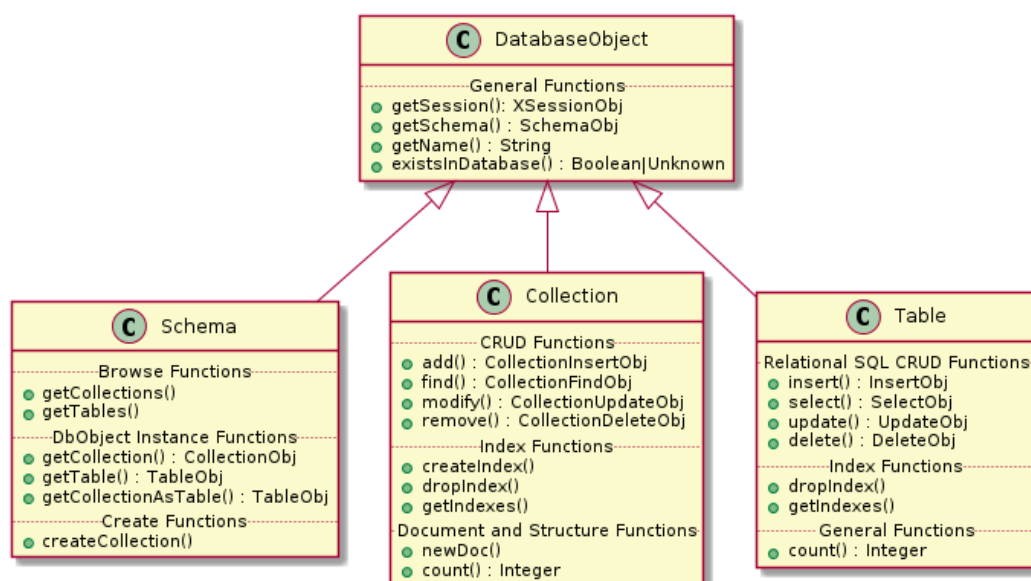 C DatabaseObject
General Functions
getSession(): XSessionObj
getSchema() : SchemaObj
getName() : String
existsInDatabase() : Boolean|Unknown
C Schema
Browse Functions
getCollections()
getTables()
DbObject Instance Functions
getCollection() : CollectionObj
getTable() : TableObj
getCollectionAsTable() : TableObj
Create Functions
createCollection()
C Collection
CRUD Functions
add() : CollectionInsertObj
find() : CollectionFindObj
modify() : CollectionUpdateObj
remove() : CollectionDeleteObj
Index Functions
createIndex()
dropIndex()
getIndexes()
Document and Structure Functions
newDoc()
count() : Integer
C Table
Relational SQL CRUD Functions
insert() : InsertObj
select() : SelectObj
update() : UpdateObj
delete() : DeleteObj
Index Functions
dropIndex()
getIndexes()
General Functions
count() : Integer